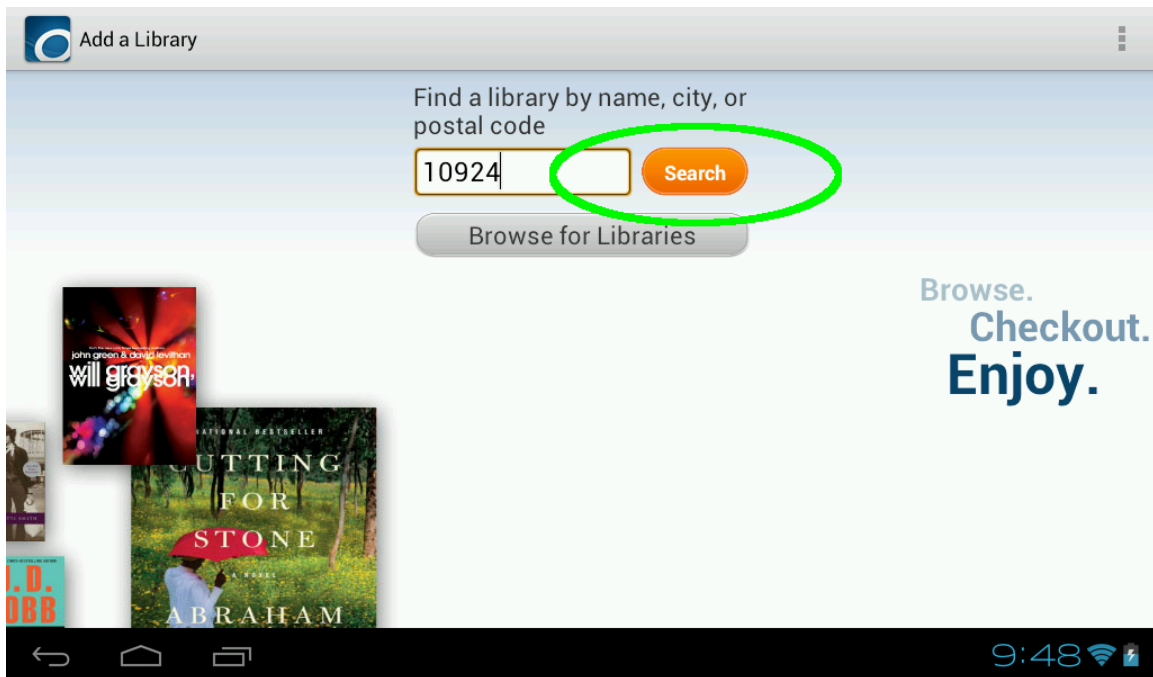 Add a Library
Find a library by name, city, or
postal code
10924
Search
Browse for Libraries
Browse.
Checkout.
Enjoy.
john green & david levithan
will grayson,
will grayson
NATIONAL BESTSELLER
CUTTING
FOR
STONE
A NOVEL
ABRAHAM
J.D.
OBB
9:48